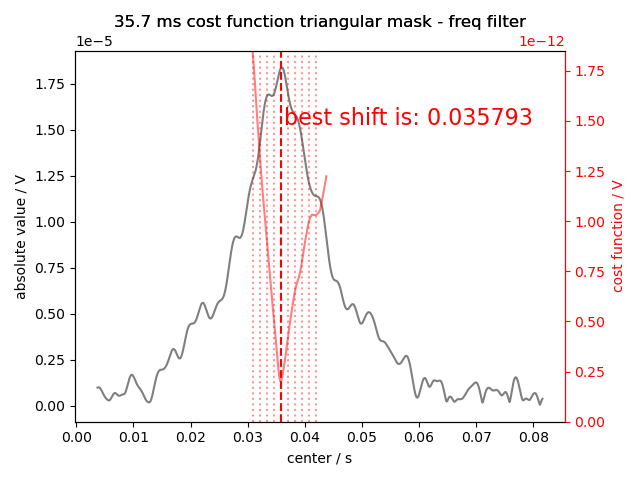 35.7 ms cost function triangular mask - freq filter
1e−5
1e−12
best shift is: 0.035793
absolute value / V
1.75
1.50
1.25
1.00
0.75
0.50
0.25
0.00
1.75
1.50
1.25
1.00
0.75
0.50
0.25
0.00
cost function / V
0.00 0.01 0.02 0.03 0.04 0.05 0.06 0.07 0.08
center / s